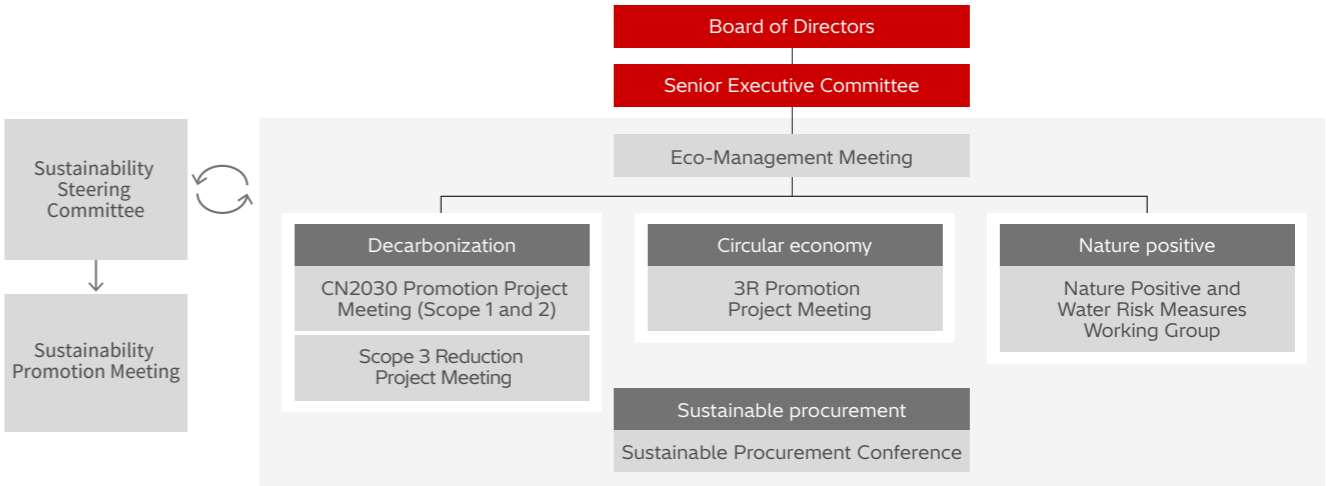 Board of Directors
Senior Executive Committee
Sustainability
Steering
Committee
Sustainability
Promotion Meeting
Eco-Management Meeting
Decarbonization
CN2030 Promotion Project
Meeting (Scope 1 and 2)
Scope 3 Reduction
Project Meeting
Circular economy
3R Promotion
Project Meeting
Nature positive
Nature Positive and
Water Risk Measures
Working Group
Sustainable procurement
Sustainable Procurement Conference